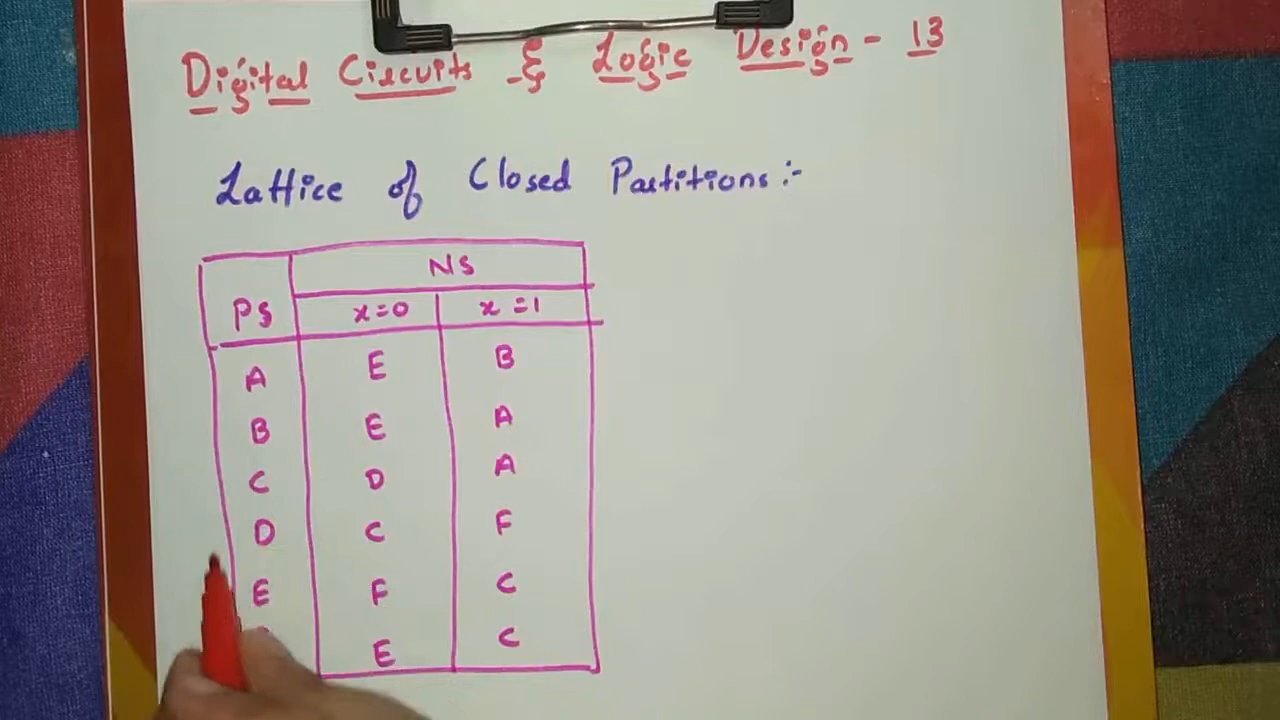 Digital Circuits & Logic Design - 13
Lattice of Closed Partitions :-
NS
PS x=0 x=1
A E B
B E A
C D A
D C F
E F C
E C